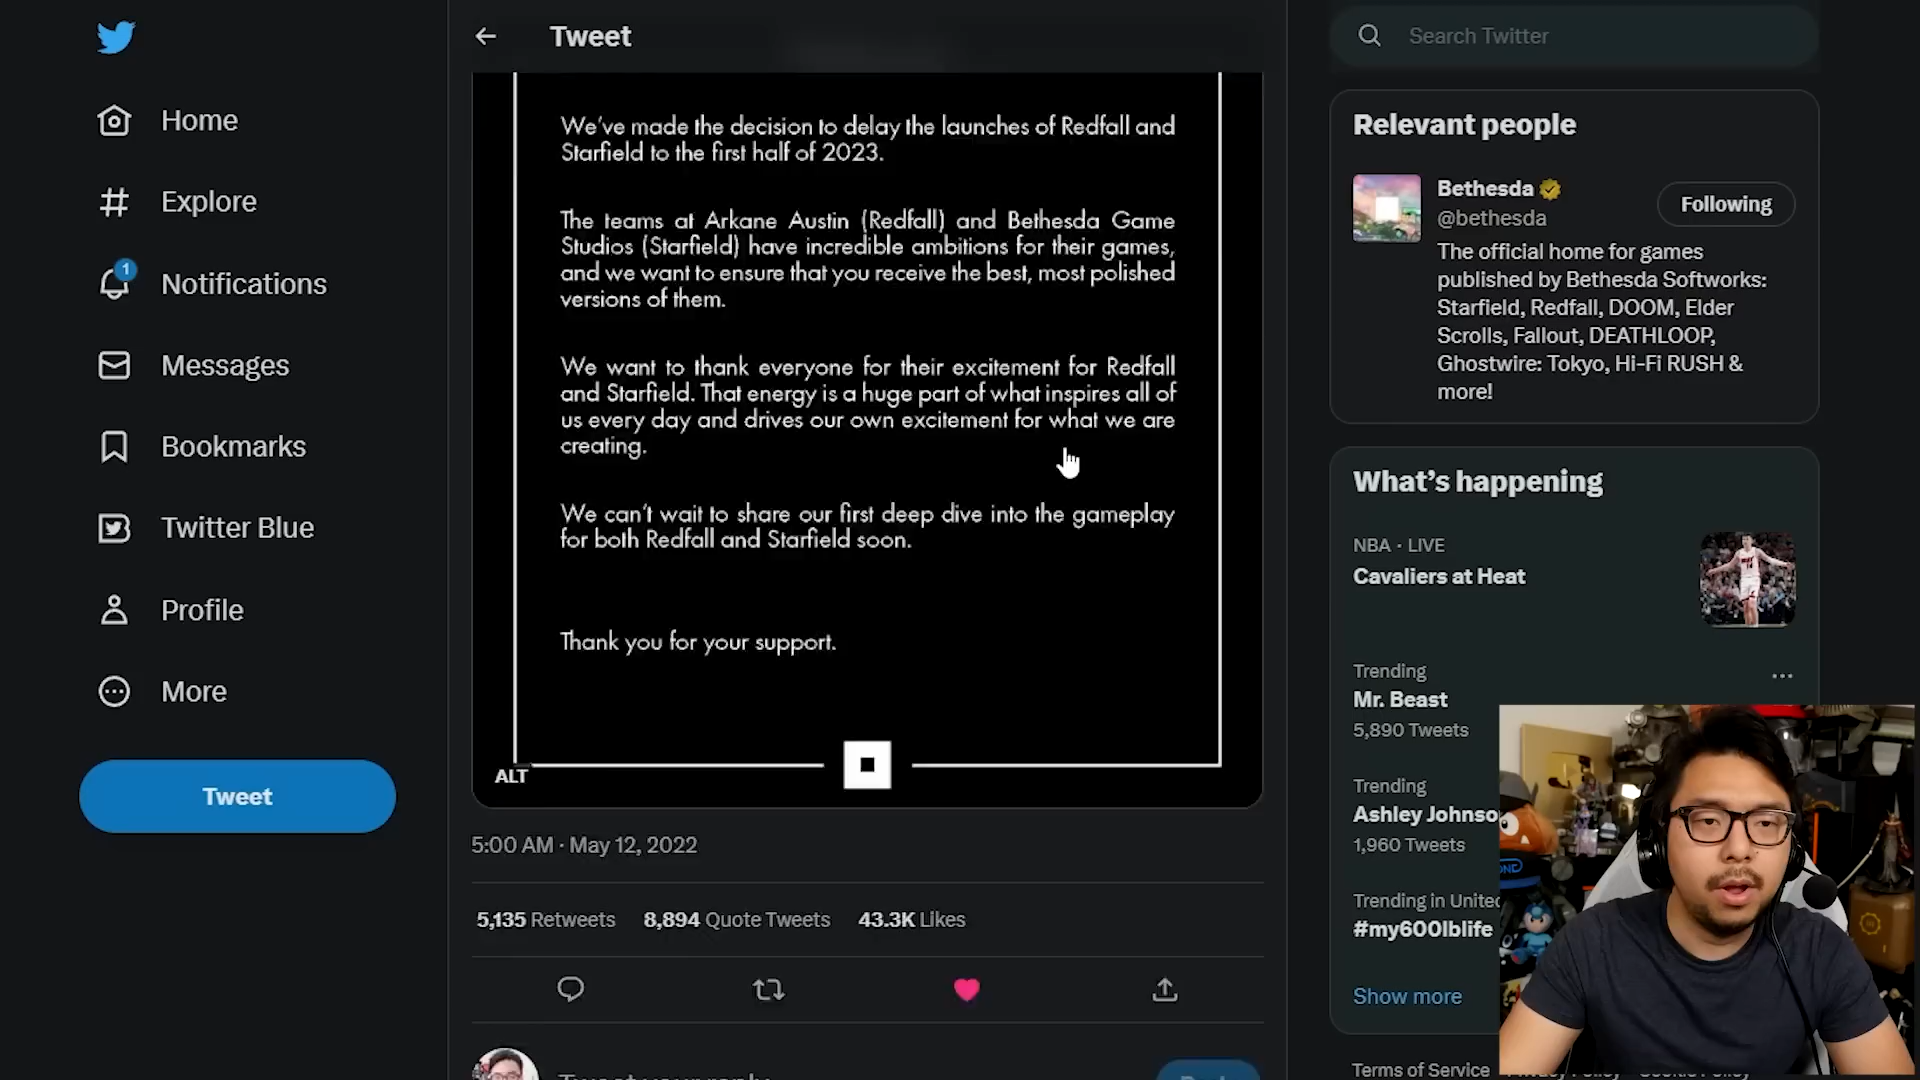 Home
Explore
1
Notifications
Messages
Bookmarks
Twitter Blue
Profile
More
Tweet
Tweet
We've made the decision to delay the launches of Redfall and
Starfield to the first half of 2023.
The teams at Arkane Austin (Redfall) and Bethesda Game
Studios (Starfield) have incredible ambitions for their games,
and we want to ensure that you receive the best, most polished
versions of them.
We want to thank everyone for their excitement for Redfall
and Starfield. That energy is a huge part of what inspires all of
us every day and drives our own excitement for what we are
creating.
We can't wait to share our first deep dive into the gameplay
for both Redfall and Starfield soon.
Thank you for your support.
ALT
5:00 AM · May 12, 2022
5,135 Retweets 8,894 Quote Tweets 43.3K Likes
Search Twitter
Relevant people
Bethesda
@bethesda
Following
The official home for games
published by Bethesda Softworks:
Starfield, Redfall, DOOM, Elder
Scrolls, Fallout, DEATHLOOP,
Ghostwire: Tokyo, Hi-Fi RUSH &
more!
What's happening
NBA · LIVE
Cavaliers at Heat
Trending
Mr. Beast
5,890 Tweets
Trending
Ashley Johnso
1,960 Tweets
Trending in United
#my600lblife
Show more
Terms of Service